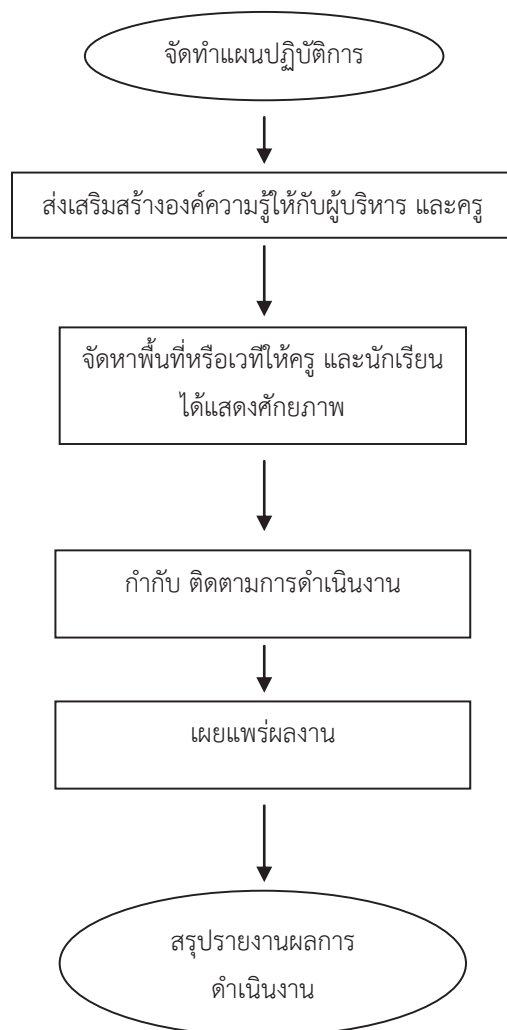 จัดทำแผนปฏิบัติการ
ส่งเสริมสร้างองค์ความรู้ให้กับผู้บริหาร และครู
จัดหาพื้นที่หรือเวทีให้ครู และนักเรียน
ได้แสดงศักยภาพ
กำกับ ติดตามการดำเนินงาน
เผยแพร่ผลงาน
สรุปรายงานผลการ
ดำเนินงาน